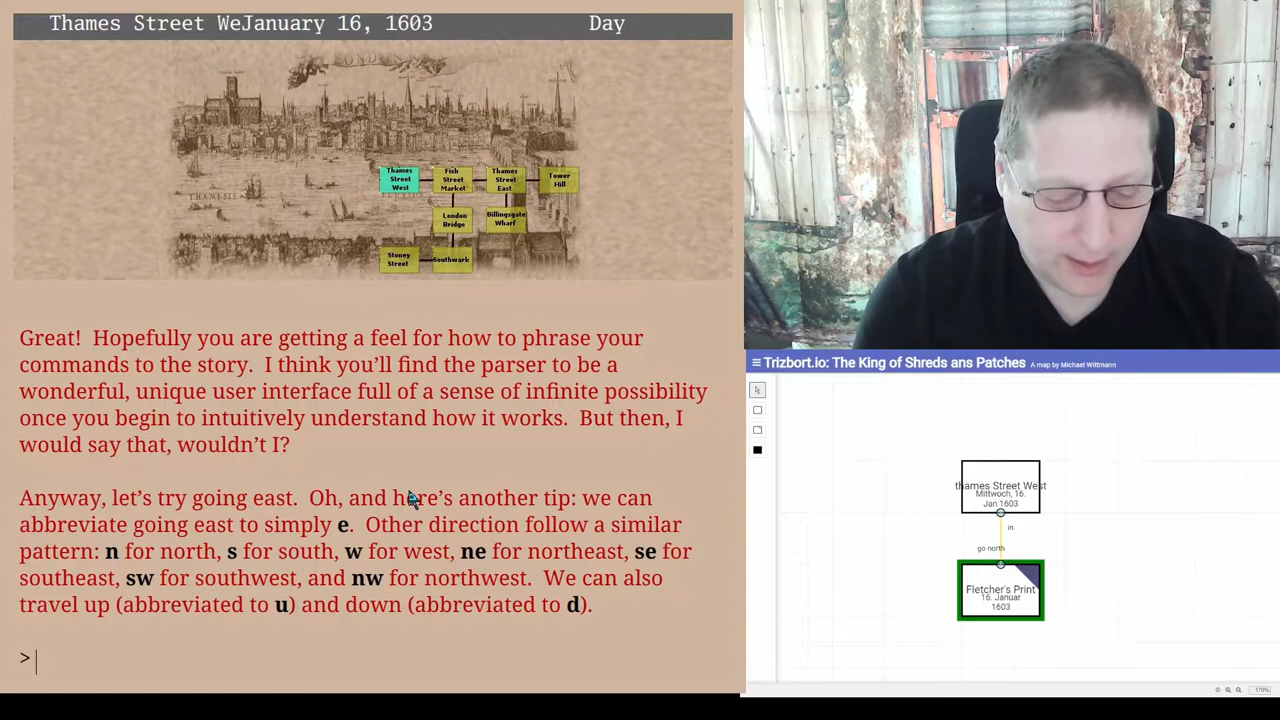 Thames Street WeJanuary 16, 1603 Day
LONDON
THAMESIS
Thames Street West
Fish Street Market
Thames Street East
Tower Hill
London Bridge
Billingsgate Wharf
Stoney Street
Southwark
Great! Hopefully you are getting a feel for how to phrase your
commands to the story. I think you'll find the parser to be a
wonderful, unique user interface full of a sense of infinite possibility
once you begin to intuitively understand how it works. But then, I
would say that, wouldn't I?
Anyway, let's try going east. Oh, and here's another tip: we can
abbreviate going east to simply e. Other direction follow a similar
pattern: n for north, s for south, w for west, ne for northeast, se for
southeast, sw for southwest, and nw for northwest. We can also
travel up (abbreviated to u) and down (abbreviated to d).
>
Trizbort.io: The King of Shreds ans Patches A map by Michael Wittmann
thames Street West
Mittwoch, 16.
Jan 1603
in
go north
Fletcher's Print
16. Januar
1603
170%